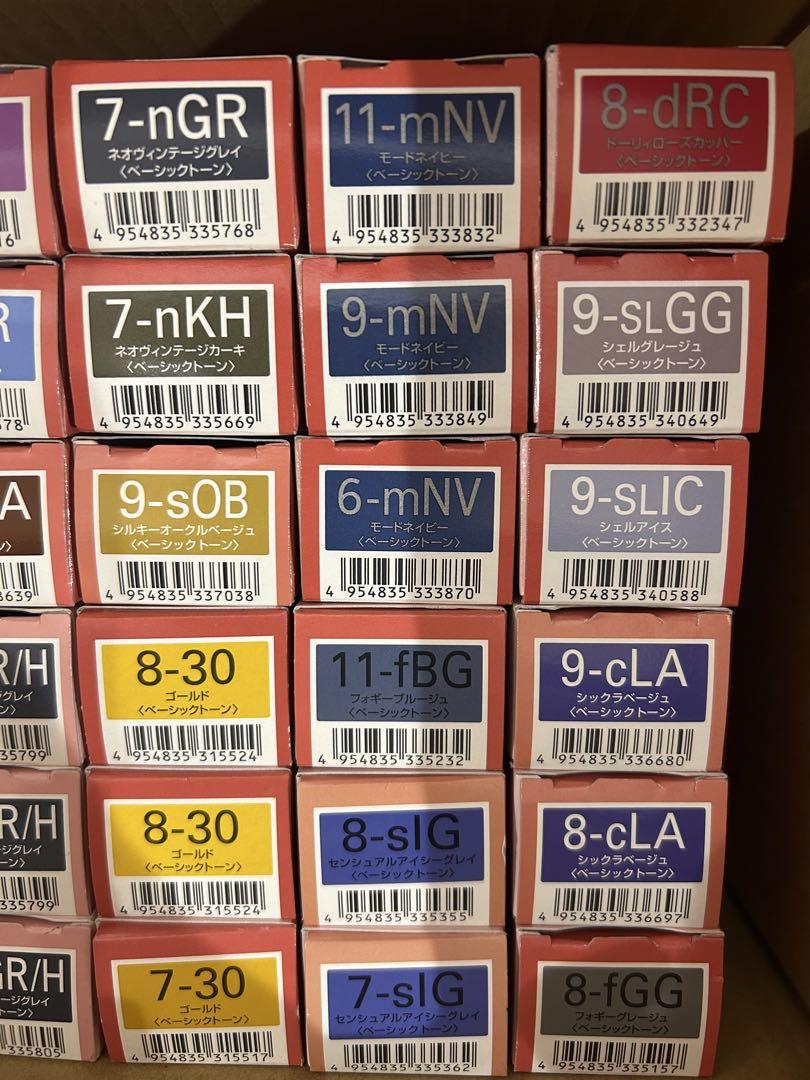 7-nGR
ネオヴィンテージグレイ
〈ベーシックトーン〉
4 954835 335768
11-mNV
モードネイビー
〈ベーシックトーン〉
4 954835 333832
8-dRC
ドーリィローズカッパー
〈ベーシックトーン〉
4 954835 332347
7-nKH
ネオヴィンテージカーキ
〈ベーシックトーン〉
4 954835 335669
9-mNV
モードネイビー
〈ベーシックトーン〉
4 954835 333849
9-SLGG
シェルグレージュ
〈ベーシックトーン〉
4 954835 340649
9-sOB
シルキーオークルベージュ
〈ベーシックトーン〉
4 954835 337038
6-mNV
モードネイビー
〈ベーシックトーン〉
4 954835 333870
9-SLIC
シェルアイス
〈ベーシックトーン〉
4 954835 340588
R/H
35799
8-30
ゴールド
〈ベーシックトーン〉
4 954835 315524
11-fBG
フォギーブルージュ
〈ベーシックトーン〉
4 954835 335232
9-cLA
シックラベージュ
〈ベーシックトーン〉
4 954835 336680
R/H
35799
8-30
ゴールド
〈ベーシックトーン〉
4 954835 315524
8-sIG
センシュアルアイシーグレイ
〈ベーシックトーン〉
4 954835 335355
8-cLA
シックラベージュ
〈ベーシックトーン〉
4 954835 336697
GR/H
335805
7-30
ゴールド
〈ベーシックトーン〉
4 954835 315517
7-sIG
センシュアルアイシーグレイ
〈ベーシックトーン〉
4 954835 335362
8-fGG
フォギーグレージュ
〈ベーシックトーン〉
4 954835 335157